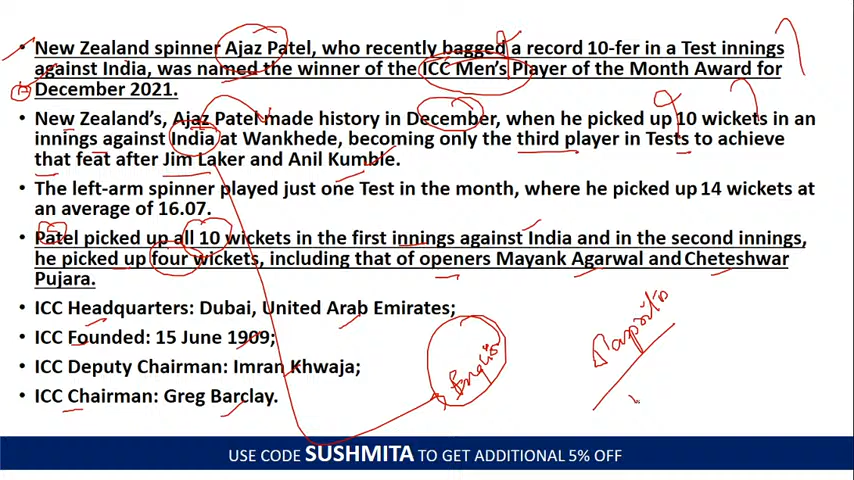 • New Zealand spinner Ajaz Patel, who recently bagged a record 10-fer in a Test innings
against India, was named the winner of the ICC Men's Player of the Month Award for
December 2021.
• New Zealand's, Ajaz Patel made history in December, when he picked up 10 wickets in an
innings against India at Wankhede, becoming only the third player in Tests to achieve
that feat after Jim Laker and Anil Kumble.
• The left-arm spinner played just one Test in the month, where he picked up 14 wickets at
an average of 16.07.
• Patel picked up all 10 wickets in the first innings against India and in the second innings,
he picked up four wickets, including that of openers Mayank Agarwal and Cheteshwar
Pujara.
• ICC Headquarters: Dubai, United Arab Emirates;
• ICC Founded: 15 June 1909;
• ICC Deputy Chairman: Imran Khwaja;
• ICC Chairman: Greg Barclay.
USE CODE SUSHMITA TO GET ADDITIONAL 5% OFF